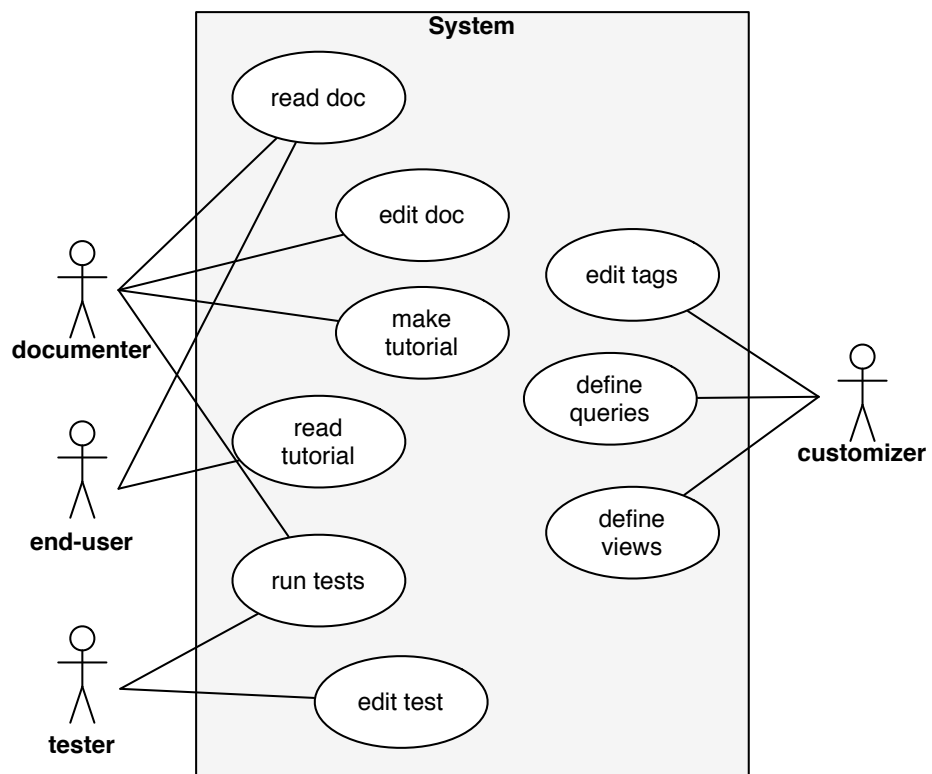 System
read doc
edit doc
edit tags
make
tutorial
documenter
define
queries
read
tutorial
customizer
end-user
define
views
run tests
edit test
tester